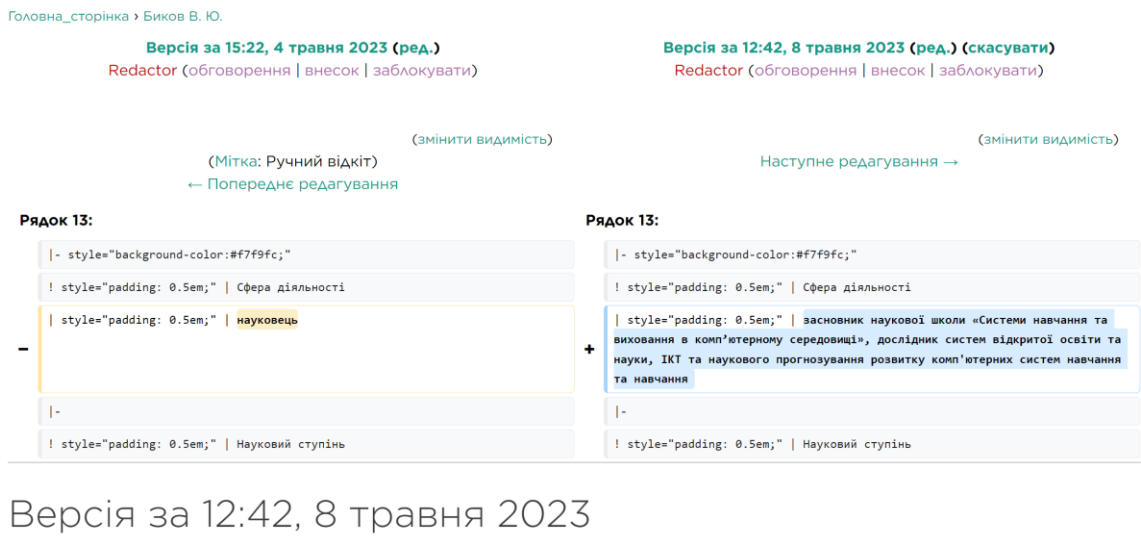 Головна_сторінка › Биков В. Ю.
Версія за 15:22, 4 травня 2023 (ред.)
Redactor (обговорення | внесок | заблокувати)
(змінити видимість)
(Мітка: Ручний відкіт)
← Попереднє редагування
Версія за 12:42, 8 травня 2023 (ред.) (скасувати)
Redactor (обговорення | внесок | заблокувати)
(змінити видимість)
Наступне редагування →
Рядок 13:
|- style="background-color:#f7f9fc;"
! style="padding: 0.5em;" | Сфера діяльності
− | style="padding: 0.5em;" | науковець
|-
! style="padding: 0.5em;" | Науковий ступінь
Рядок 13:
|- style="background-color:#f7f9fc;"
! style="padding: 0.5em;" | Сфера діяльності
+ | style="padding: 0.5em;" | засновник наукової школи «Системи навчання та
виховання в комп’ютерному середовищі», дослідник систем відкритої освіти та
науки, ІКТ та наукового прогнозування розвитку комп'ютерних систем навчання
та навчання
|-
! style="padding: 0.5em;" | Науковий ступінь
Версія за 12:42, 8 травня 2023